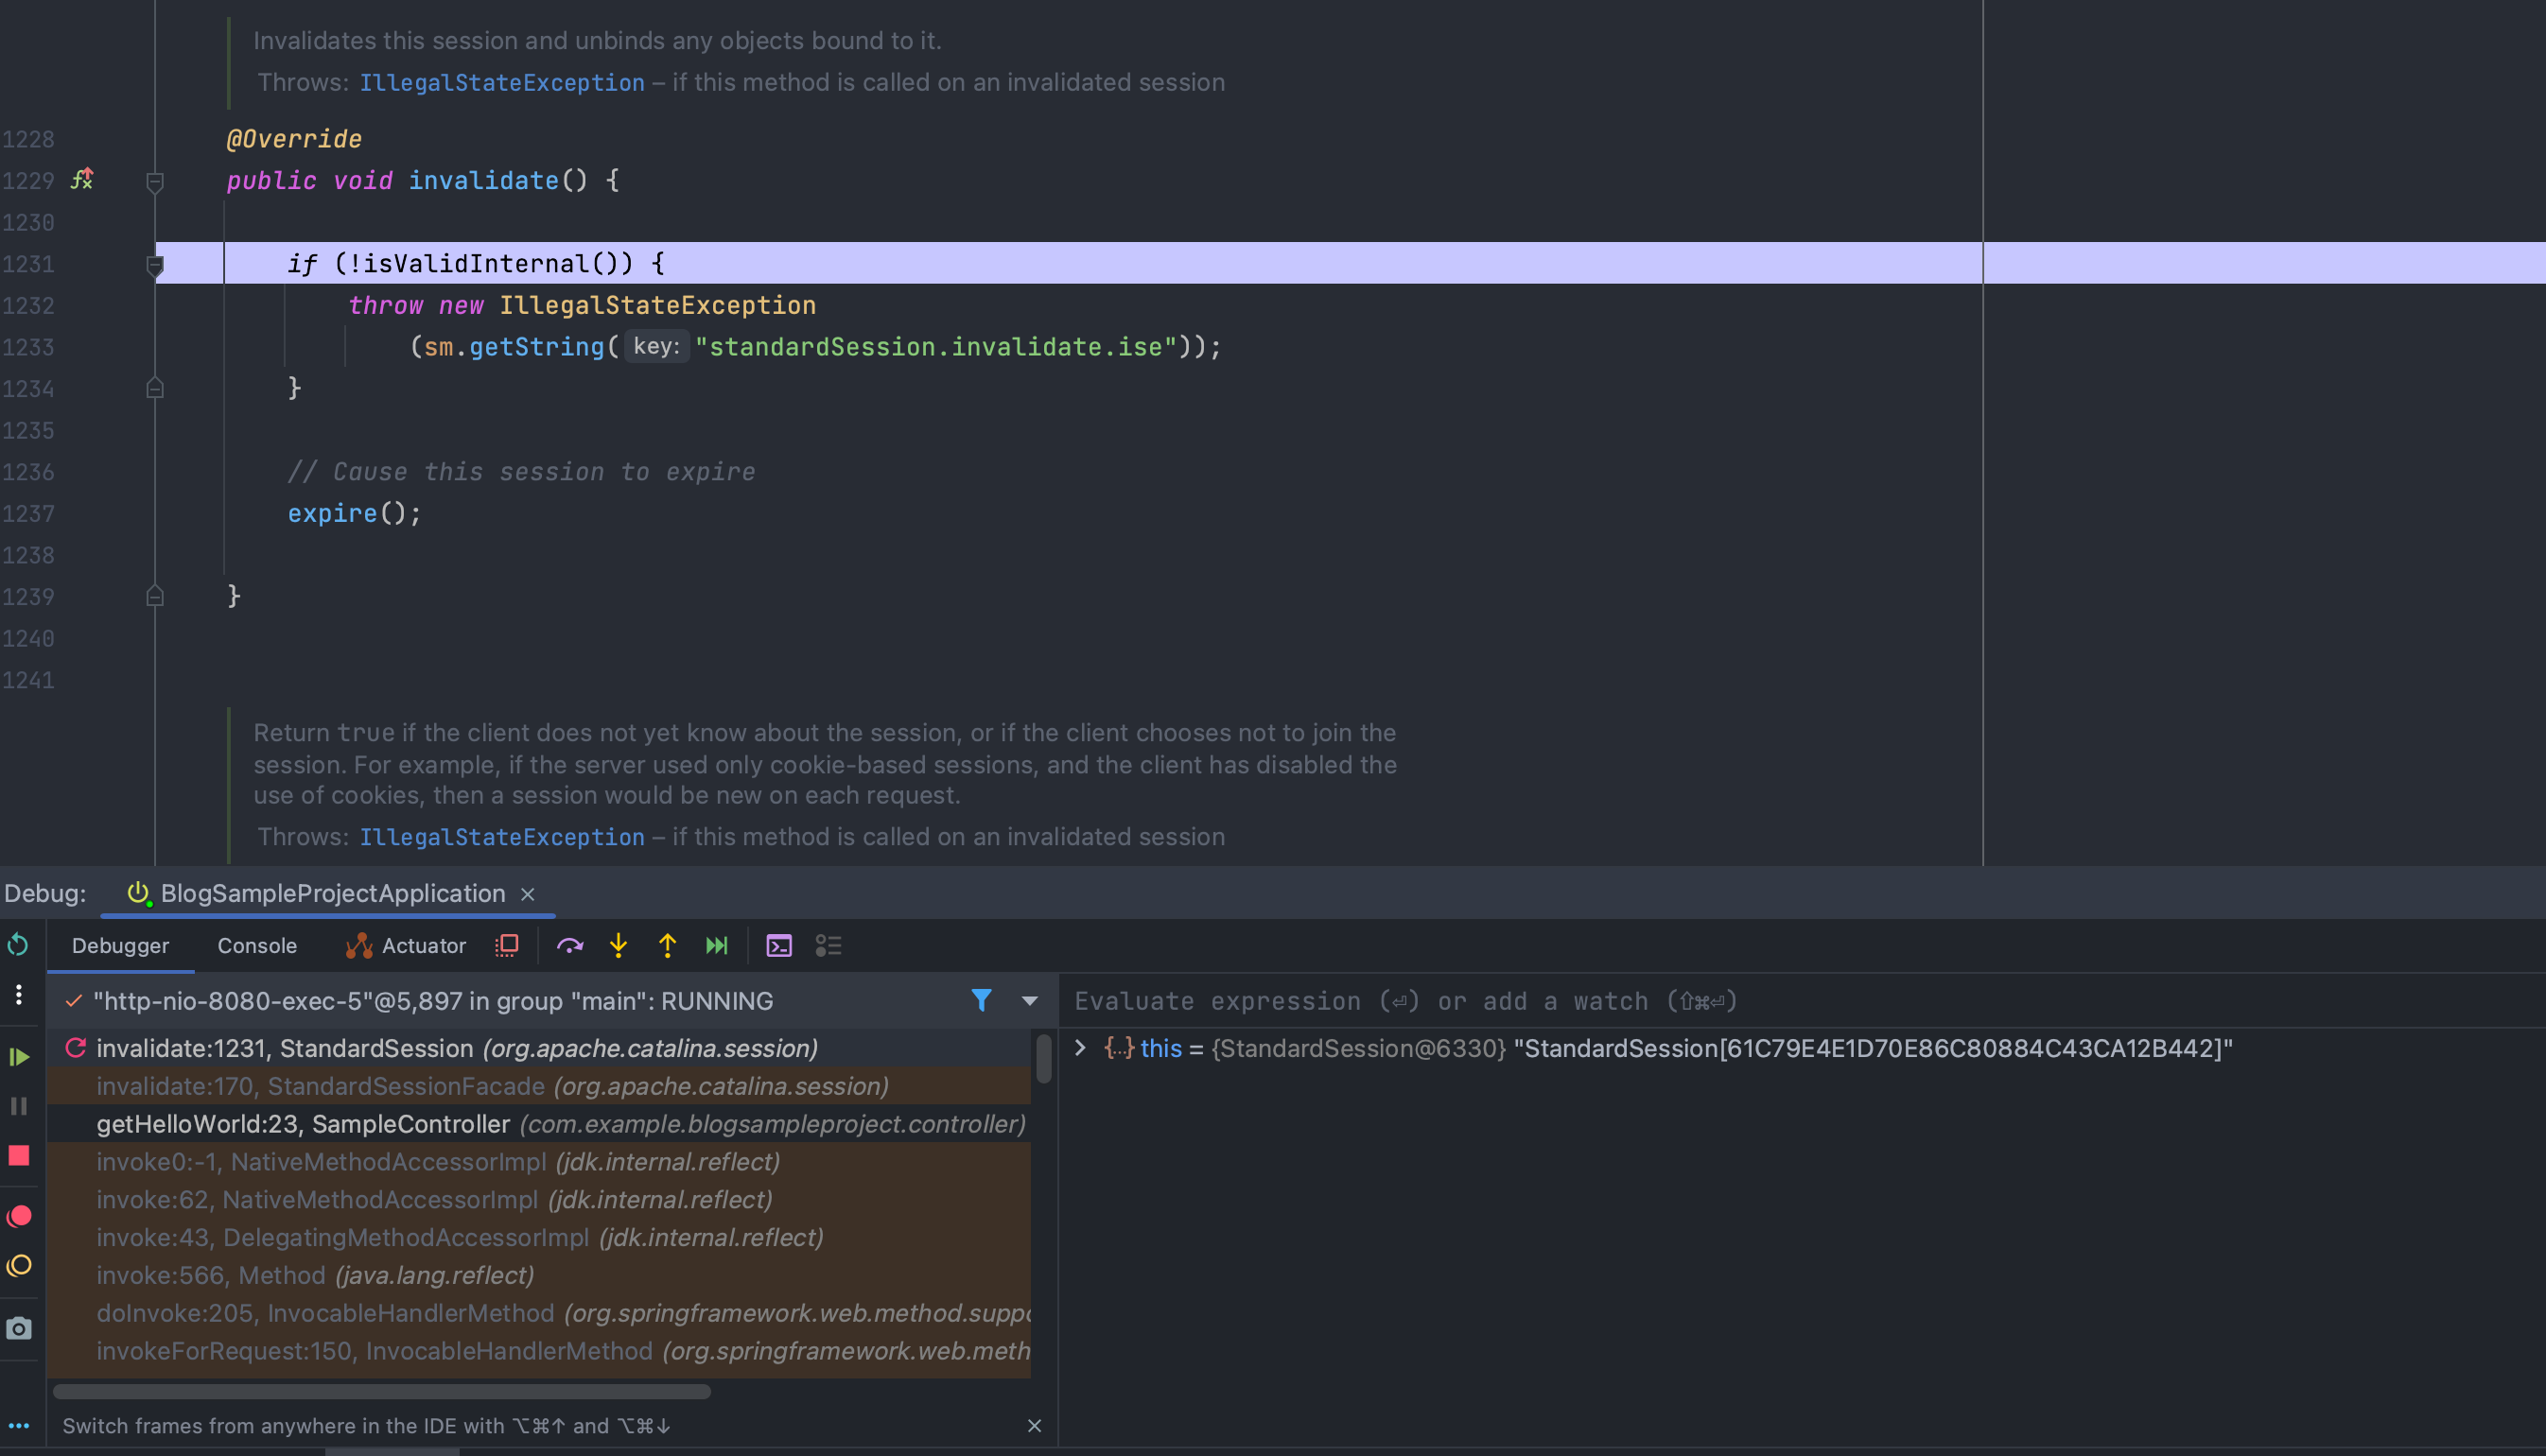 Invalidates this session and unbinds any objects bound to it.
Throws: IllegalStateException – if this method is called on an invalidated session
1228 @Override
1229 public void invalidate() {
1230
1231 if (!isValidInternal()) {
1232 throw new IllegalStateException
1233 (sm.getString( key: "standardSession.invalidate.ise"));
1234 }
1235
1236 // Cause this session to expire
1237 expire();
1238
1239 }
1240
1241
Return true if the client does not yet know about the session, or if the client chooses not to join the
session. For example, if the server used only cookie-based sessions, and the client has disabled the
use of cookies, then a session would be new on each request.
Throws: IllegalStateException – if this method is called on an invalidated session
Debug: BlogSampleProjectApplication ×
Debugger Console Actuator
"http-nio-8080-exec-5"@5,897 in group "main": RUNNING
Evaluate expression (⏎) or add a watch (⇧⌘⏎)
invalidate:1231, StandardSession (org.apache.catalina.session)
this = {StandardSession@6330} "StandardSession[61C79E4E1D70E86C80884C43CA12B442]"
invalidate:170, StandardSessionFacade (org.apache.catalina.session)
getHelloWorld:23, SampleController (com.example.blogsampleproject.controller)
invoke0:-1, NativeMethodAccessorImpl (jdk.internal.reflect)
invoke:62, NativeMethodAccessorImpl (jdk.internal.reflect)
invoke:43, DelegatingMethodAccessorImpl (jdk.internal.reflect)
invoke:566, Method (java.lang.reflect)
doInvoke:205, InvocableHandlerMethod (org.springframework.web.method.suppo
invokeForRequest:150, InvocableHandlerMethod (org.springframework.web.meth
Switch frames from anywhere in the IDE with ⌥⌘↑ and ⌥⌘↓